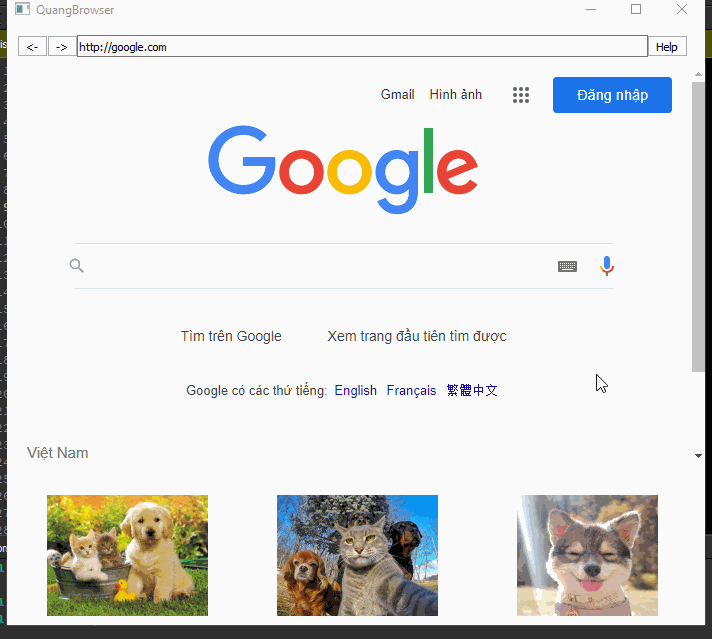 QuangBrowser
<- -> http://google.com Help
Gmail Hình ảnh Đăng nhập
Google
Tìm trên Google Xem trang đầu tiên tìm được
Google có các thứ tiếng: English Français 繁體中文
Việt Nam